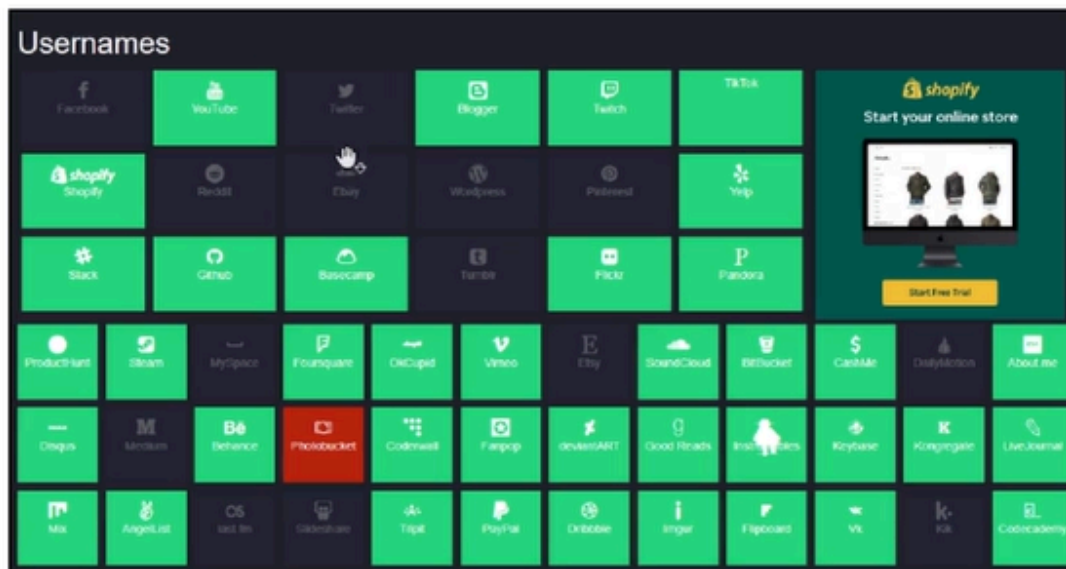 Usernames
Facebook YouTube Twitter Blogger Twitch TikTok
shopify
Start your online store
shopify
Shopify Reddit Ebay Wordpress Pinterest Yelp
Slack Github Basecamp Tumblr Flickr Pandora
Start Free Trial
ProductHunt Steam MySpace Foursquare OkCupid Vimeo Etsy SoundCloud BitBucket CashMe DailyMotion About.me
Disqus Medium Behance Photobucket Coderwall Fanpop deviantART Good Reads Instructables Keybase Kongregate LiveJournal
Mix AngelList last.fm Slideshare Tripit PayPal Dribbble Imgur Flipboard VK Kik Codecademy